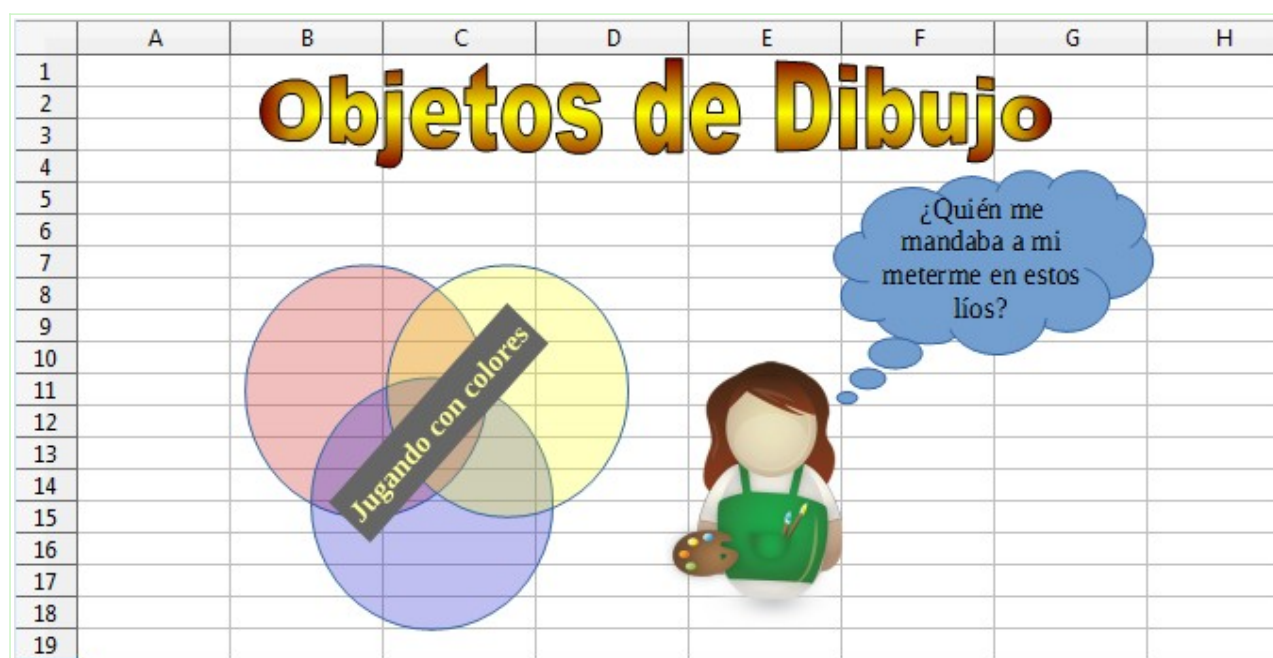 A B C D E F G H
1
2
3
4
5
6
7
8
9
10
11
12
13
14
15
16
17
18
19
Objetos de Dibujo
¿Quién me
mandaba a mi
meterme en estos
líos?
Jugando con colores